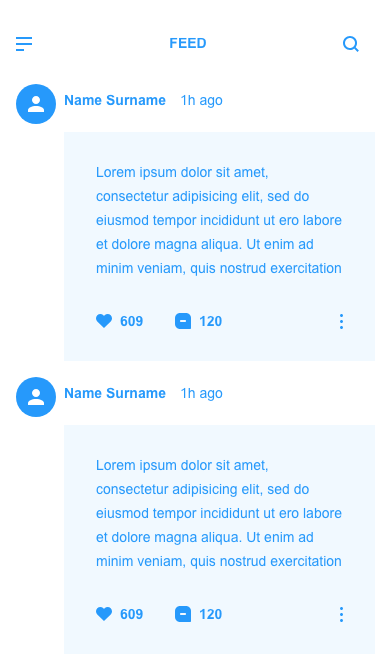 FEED
Name Surname 1h ago
Lorem ipsum dolor sit amet,
consectetur adipisicing elit, sed do
eiusmod tempor incididunt ut ero labore
et dolore magna aliqua. Ut enim ad
minim veniam, quis nostrud exercitation
609 120
Name Surname 1h ago
Lorem ipsum dolor sit amet,
consectetur adipisicing elit, sed do
eiusmod tempor incididunt ut ero labore
et dolore magna aliqua. Ut enim ad
minim veniam, quis nostrud exercitation
609 120